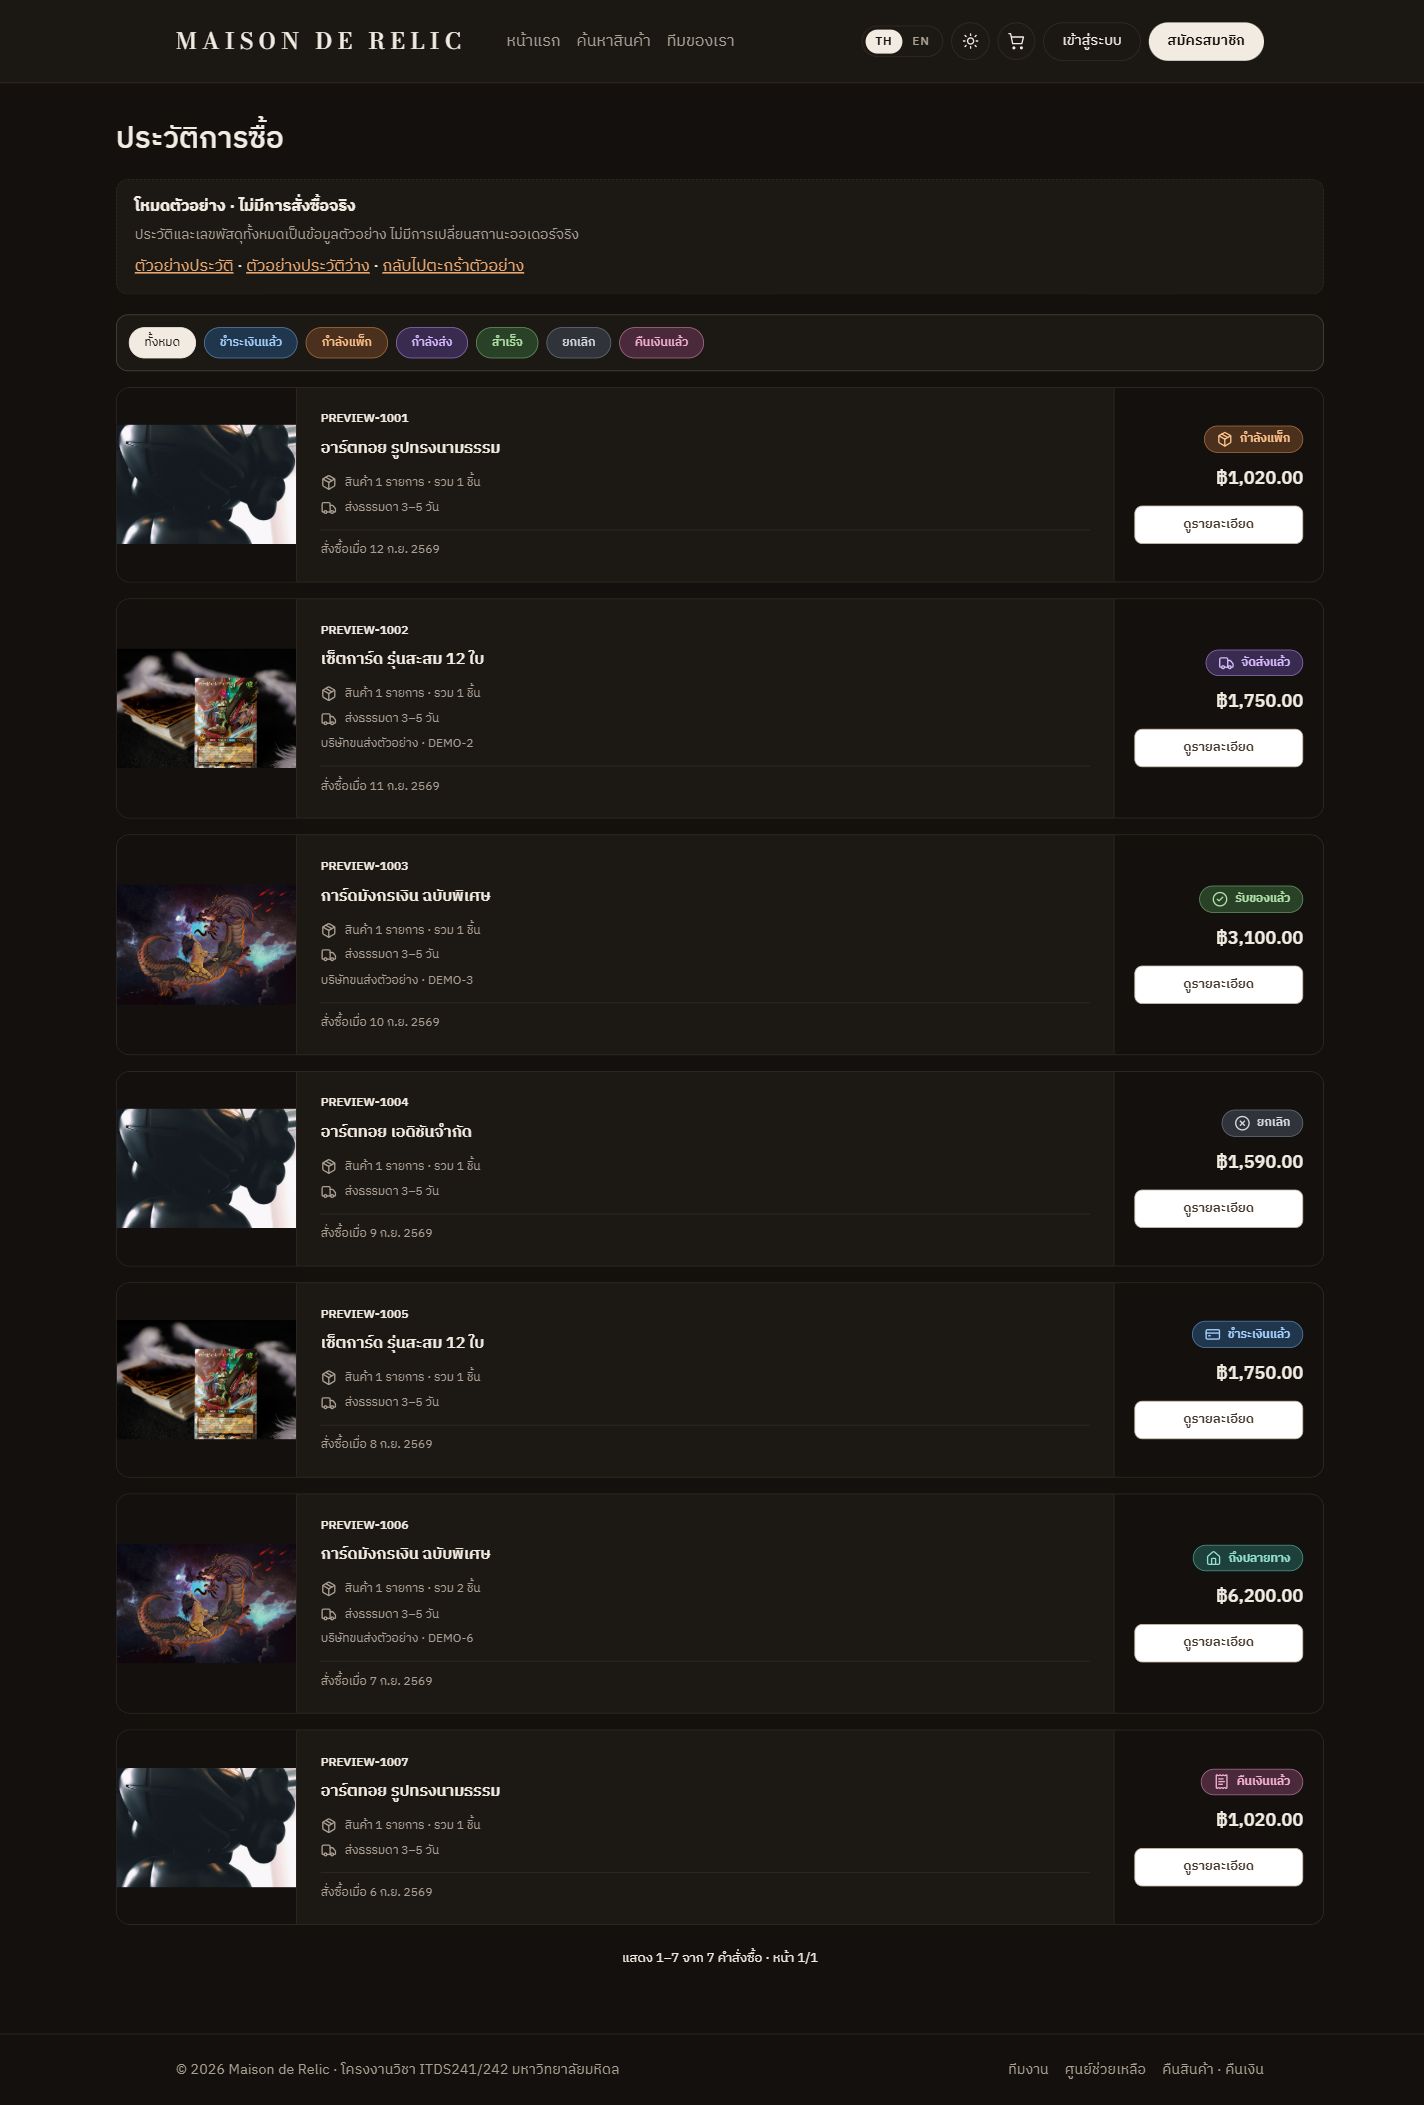 MAISON DE RELIC
หน้าแรก ค้นหาสินค้า ทีมของเรา
TH EN
เข้าสู่ระบบ
สมัครสมาชิก
ประวัติการซื้อ
โหมดตัวอย่าง · ไม่มีการสั่งซื้อจริง
ประวัติและเลขพัสดุทั้งหมดเป็นข้อมูลตัวอย่าง ไม่มีการเปลี่ยนสถานะออเดอร์จริง
ตัวอย่างประวัติ · ตัวอย่างประวัติว่าง · กลับไปตะกร้าตัวอย่าง
ทั้งหมด ชำระเงินแล้ว กำลังแพ็ก กำลังส่ง สำเร็จ ยกเลิก คืนเงินแล้ว
PREVIEW-1001
อาร์ตทอย รูปทรงนามธรรม
สินค้า 1 รายการ · รวม 1 ชิ้น
ส่งธรรมดา 3–5 วัน
สั่งซื้อเมื่อ 12 ก.ย. 2569
กำลังแพ็ก
฿1,020.00
ดูรายละเอียด
PREVIEW-1002
เซ็ตการ์ด รุ่นสะสม 12 ใบ
สินค้า 1 รายการ · รวม 1 ชิ้น
ส่งธรรมดา 3–5 วัน
บริษัทขนส่งตัวอย่าง · DEMO-2
สั่งซื้อเมื่อ 11 ก.ย. 2569
จัดส่งแล้ว
฿1,750.00
ดูรายละเอียด
PREVIEW-1003
การ์ดมังกรเงิน ฉบับพิเศษ
สินค้า 1 รายการ · รวม 1 ชิ้น
ส่งธรรมดา 3–5 วัน
บริษัทขนส่งตัวอย่าง · DEMO-3
สั่งซื้อเมื่อ 10 ก.ย. 2569
รับของแล้ว
฿3,100.00
ดูรายละเอียด
PREVIEW-1004
อาร์ตทอย เอดิชันจำกัด
สินค้า 1 รายการ · รวม 1 ชิ้น
ส่งธรรมดา 3–5 วัน
สั่งซื้อเมื่อ 9 ก.ย. 2569
ยกเลิก
฿1,590.00
ดูรายละเอียด
PREVIEW-1005
เซ็ตการ์ด รุ่นสะสม 12 ใบ
สินค้า 1 รายการ · รวม 1 ชิ้น
ส่งธรรมดา 3–5 วัน
สั่งซื้อเมื่อ 8 ก.ย. 2569
ชำระเงินแล้ว
฿1,750.00
ดูรายละเอียด
PREVIEW-1006
การ์ดมังกรเงิน ฉบับพิเศษ
สินค้า 1 รายการ · รวม 2 ชิ้น
ส่งธรรมดา 3–5 วัน
บริษัทขนส่งตัวอย่าง · DEMO-6
สั่งซื้อเมื่อ 7 ก.ย. 2569
ถึงปลายทาง
฿6,200.00
ดูรายละเอียด
PREVIEW-1007
อาร์ตทอย รูปทรงนามธรรม
สินค้า 1 รายการ · รวม 1 ชิ้น
ส่งธรรมดา 3–5 วัน
สั่งซื้อเมื่อ 6 ก.ย. 2569
คืนเงินแล้ว
฿1,020.00
ดูรายละเอียด
แสดง 1–7 จาก 7 คำสั่งซื้อ · หน้า 1/1
© 2026 Maison de Relic · โครงงานวิชา ITDS241/242 มหาวิทยาลัยมหิดล
ทีมงาน ศูนย์ช่วยเหลือ คืนสินค้า · คืนเงิน